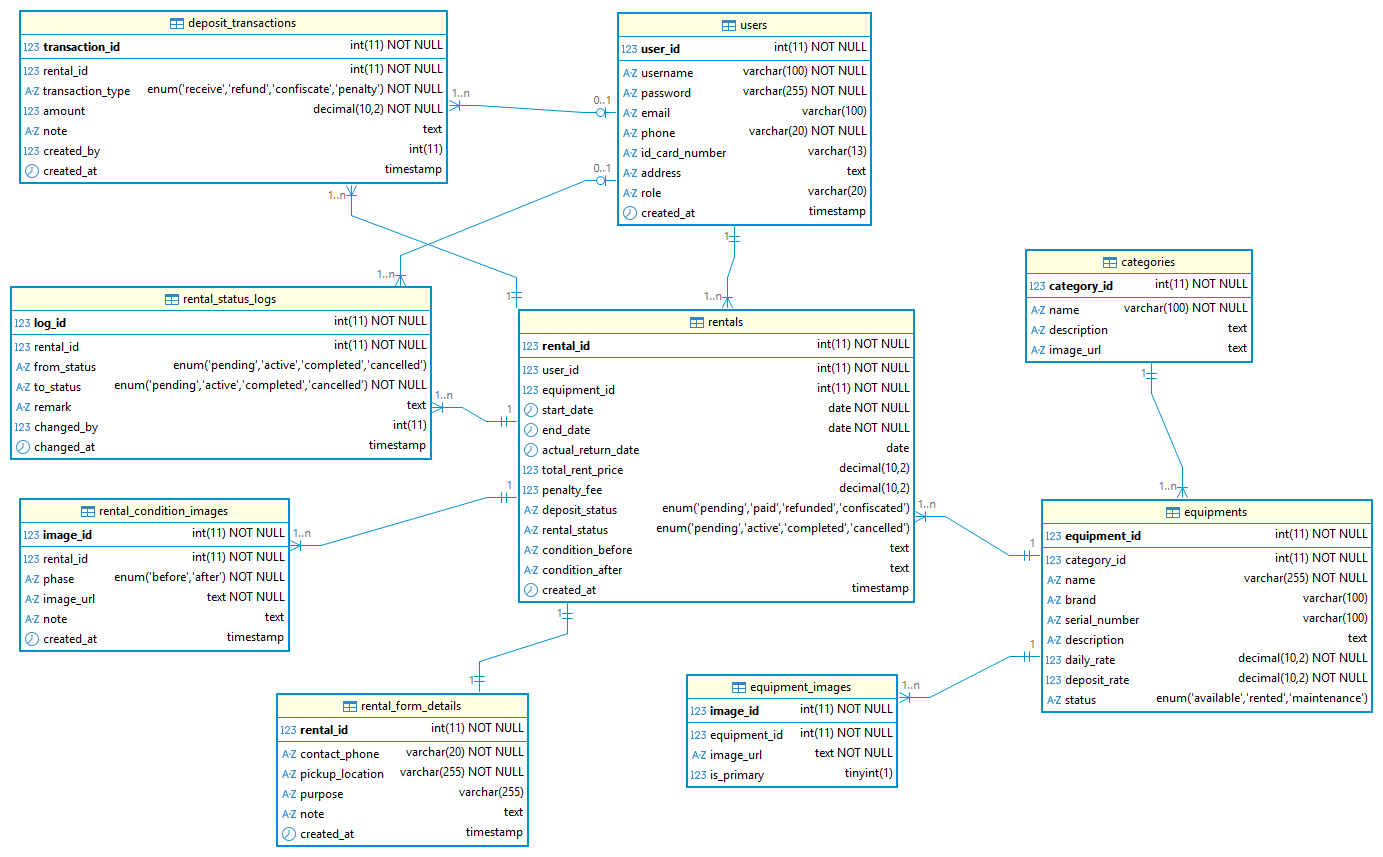 deposit_transactions
123 transaction_id int(11) NOT NULL
123 rental_id int(11) NOT NULL
A-Z transaction_type enum('receive','refund','confiscate','penalty') NOT NULL
123 amount decimal(10,2) NOT NULL
A-Z note text
123 created_by int(11)
created_at timestamp
1..n
1..n
users
123 user_id int(11) NOT NULL
A-Z username varchar(100) NOT NULL
A-Z password varchar(255) NOT NULL
A-Z email varchar(100)
A-Z phone varchar(20) NOT NULL
A-Z id_card_number varchar(13)
A-Z address text
A-Z role varchar(20)
created_at timestamp
0..1
0..1
1
1..n
1..n
1
rental_status_logs
123 log_id int(11) NOT NULL
123 rental_id int(11) NOT NULL
A-Z from_status enum('pending','active','completed','cancelled')
A-Z to_status enum('pending','active','completed','cancelled') NOT NULL
A-Z remark text
123 changed_by int(11)
changed_at timestamp
1..n
1
rentals
123 rental_id int(11) NOT NULL
123 user_id int(11) NOT NULL
123 equipment_id int(11) NOT NULL
start_date date NOT NULL
end_date date NOT NULL
actual_return_date date
123 total_rent_price decimal(10,2)
123 penalty_fee decimal(10,2)
A-Z deposit_status enum('pending','paid','refunded','confiscated')
A-Z rental_status enum('pending','active','completed','cancelled')
A-Z condition_before text
A-Z condition_after text
created_at timestamp
1
1..n
1
categories
123 category_id int(11) NOT NULL
A-Z name varchar(100) NOT NULL
A-Z description text
A-Z image_url text
1
1..n
rental_condition_images
123 image_id int(11) NOT NULL
123 rental_id int(11) NOT NULL
A-Z phase enum('before','after') NOT NULL
A-Z image_url text NOT NULL
A-Z note text
created_at timestamp
1..n
equipments
123 equipment_id int(11) NOT NULL
123 category_id int(11) NOT NULL
A-Z name varchar(255) NOT NULL
A-Z brand varchar(100)
A-Z serial_number varchar(100)
A-Z description text
123 daily_rate decimal(10,2) NOT NULL
123 deposit_rate decimal(10,2) NOT NULL
A-Z status enum('available','rented','maintenance')
1
1
1
rental_form_details
123 rental_id int(11) NOT NULL
A-Z contact_phone varchar(20) NOT NULL
A-Z pickup_location varchar(255) NOT NULL
A-Z purpose varchar(255)
A-Z note text
created_at timestamp
equipment_images
123 image_id int(11) NOT NULL
123 equipment_id int(11) NOT NULL
A-Z image_url text NOT NULL
123 is_primary tinyint(1)
1..n